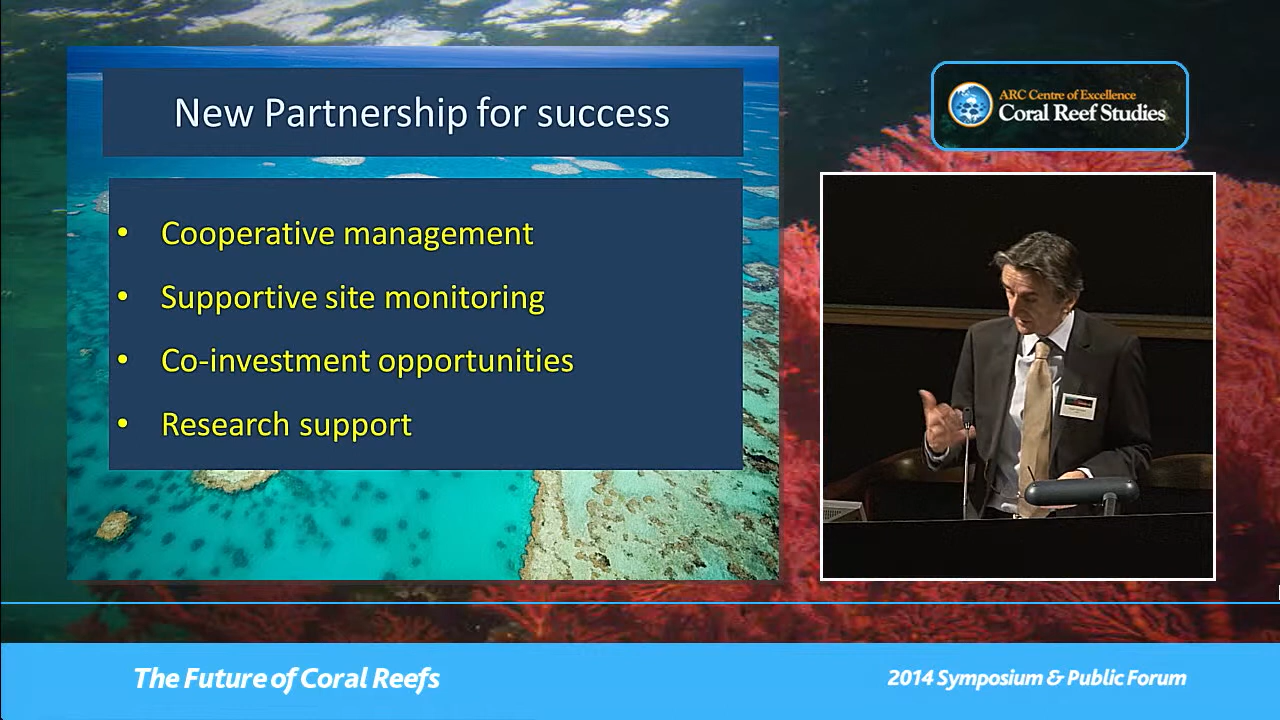 New Partnership for success
• Cooperative management
• Supportive site monitoring
• Co-investment opportunities
• Research support
ARC Centre of Excellence
Coral Reef Studies
The Future of Coral Reefs
2014 Symposium & Public Forum